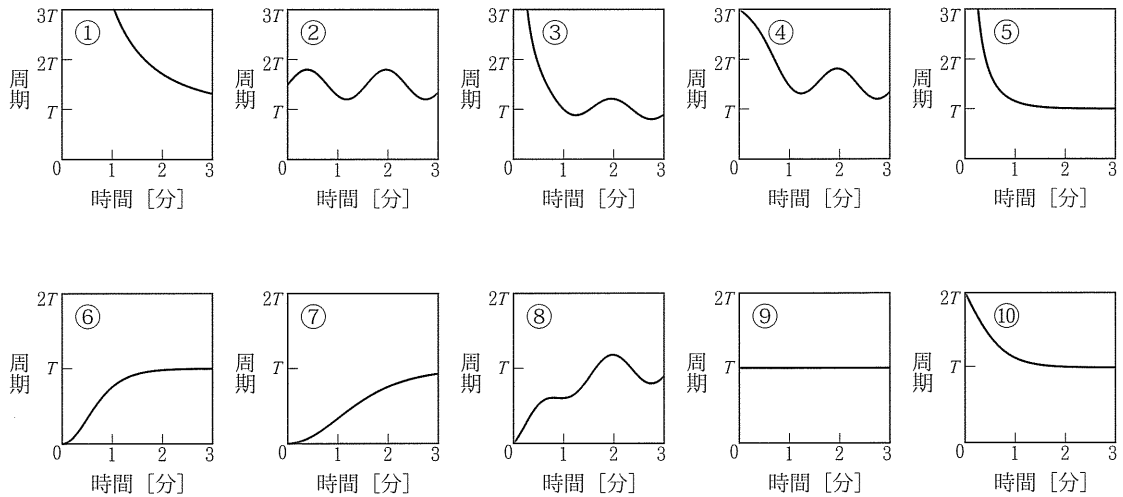 3T ① 2T 周期 T 0 1 2 3 時間 [分]
3T ② 2T 周期 T 0 1 2 3 時間 [分]
3T ③ 2T 周期 T 0 1 2 3 時間 [分]
3T ④ 2T 周期 T 0 1 2 3 時間 [分]
3T ⑤ 2T 周期 T 0 1 2 3 時間 [分]
2T ⑥ 周期 T 0 1 2 3 時間 [分]
2T ⑦ 周期 T 0 1 2 3 時間 [分]
2T ⑧ 周期 T 0 1 2 3 時間 [分]
2T ⑨ 周期 T 0 1 2 3 時間 [分]
2T ⑩ 周期 T 0 1 2 3 時間 [分]